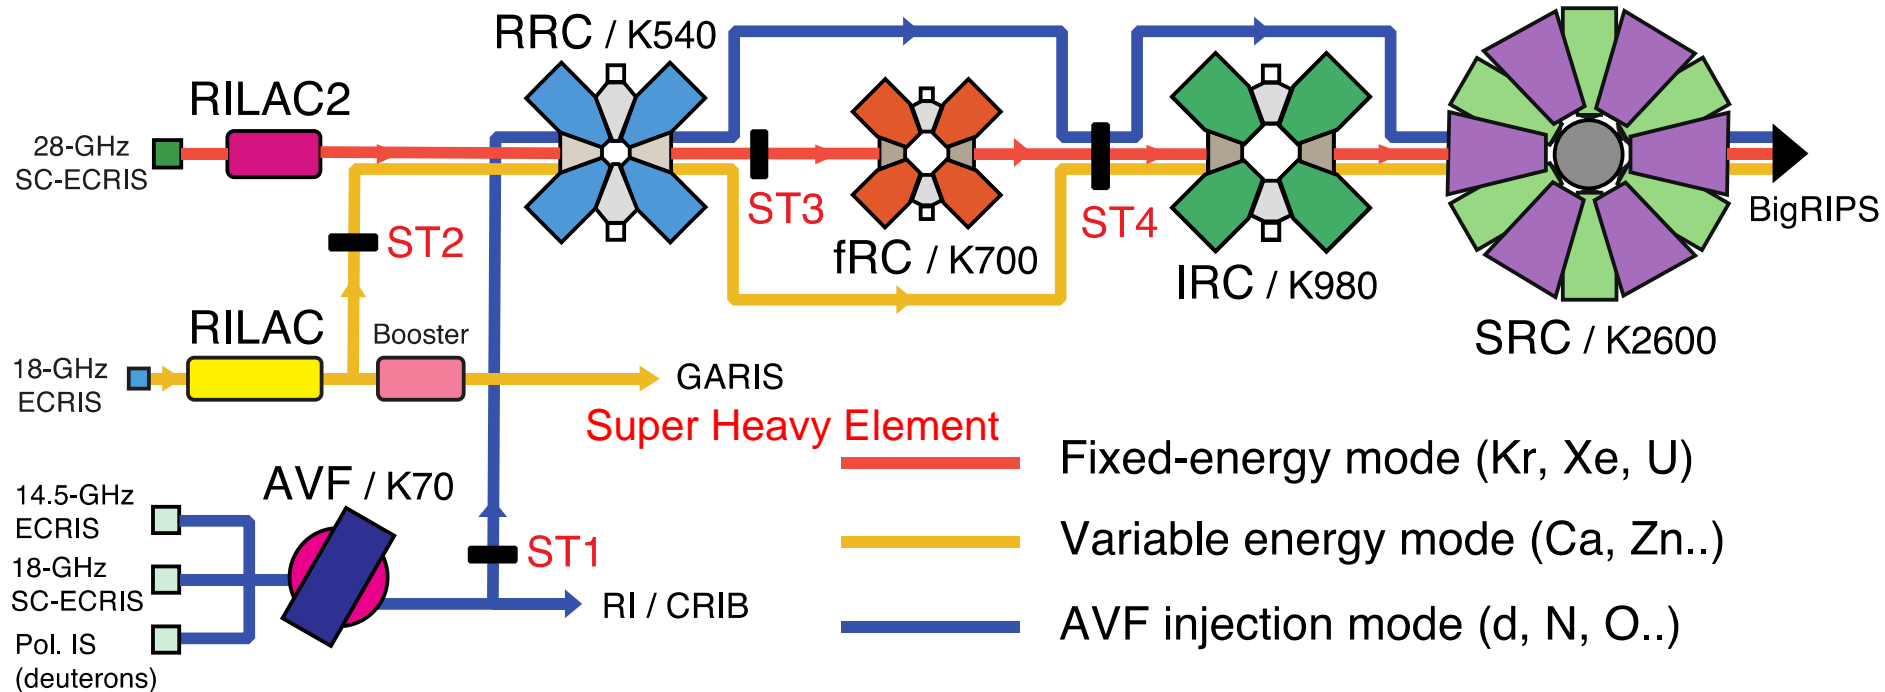 RRC / K540
RILAC2
28-GHz
SC-ECRIS
ST3
ST4
BigRIPS
ST2
fRC / K700
IRC / K980
SRC / K2600
RILAC
Booster
18-GHz
ECRIS
GARIS
Super Heavy Element
Fixed-energy mode (Kr, Xe, U)
AVF / K70
14.5-GHz
ECRIS
Variable energy mode (Ca, Zn..)
ST1
18-GHz
SC-ECRIS
RI / CRIB
AVF injection mode (d, N, O..)
Pol. IS
(deuterons)